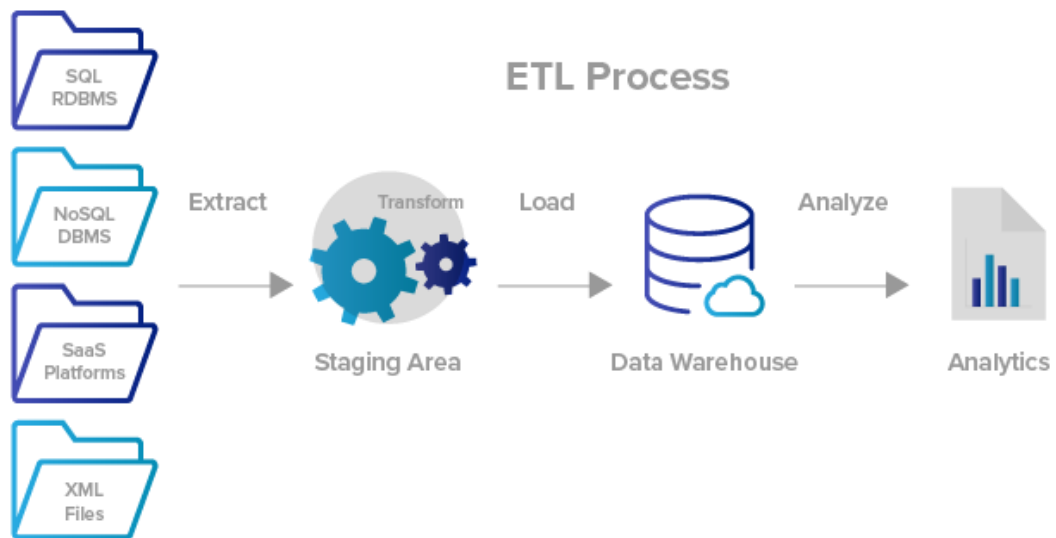 SQL
RDBMS
ETL Process
NoSQL
DBMS
Extract
Transform
Load
Analyze
SaaS
Platforms
Staging Area
Data Warehouse
Analytics
XML
Files